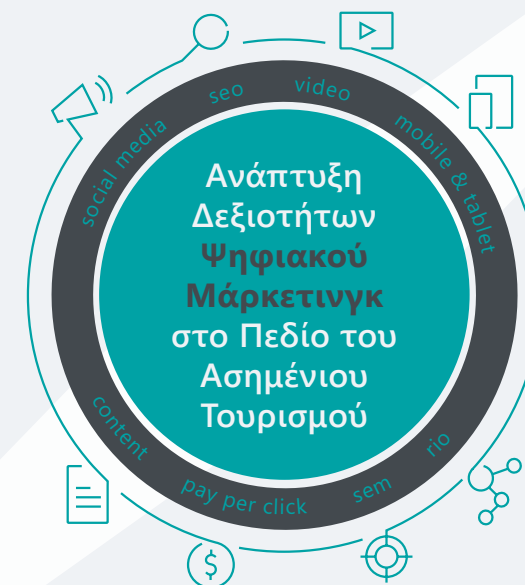 social media
seo
video
mobile & tablet
Ανάπτυξη
Δεξιοτήτων
Ψηφιακού
Μάρκετινγκ
στο Πεδίο του
Ασημένιου
Τουρισμού
content
pay per click
sem
rio
$